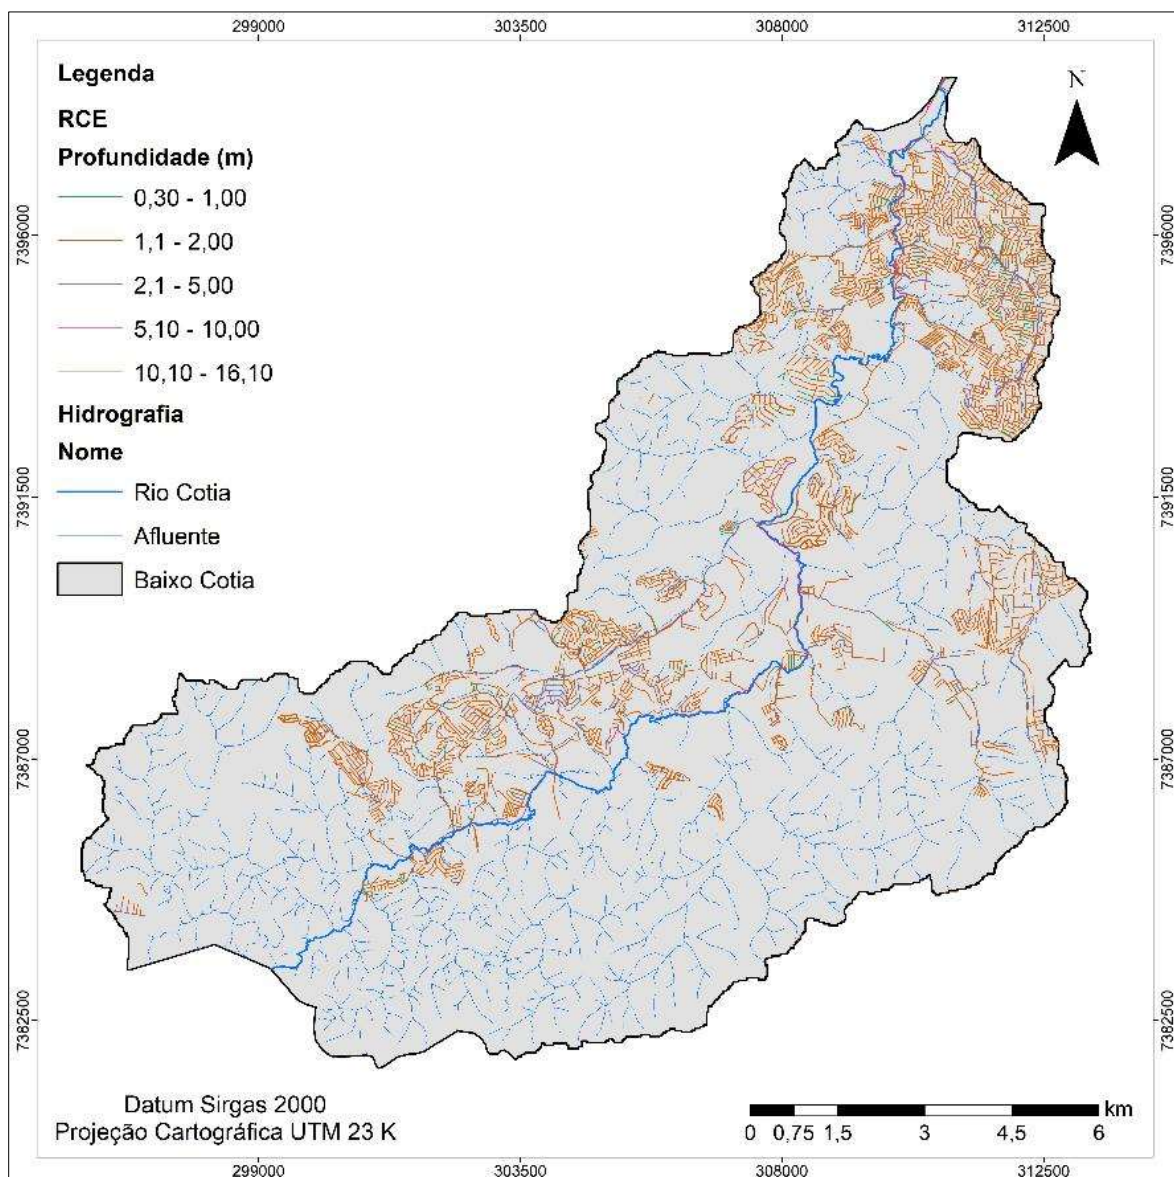 299000 303500 308000 312500
Legenda
N
RCE
Profundidade (m)
0,30 - 1,00
1,1 - 2,00
7396000 7396000
2,1 - 5,00
5,10 - 10,00
10,10 - 16,10
Hidrografia
Nome
Rio Cotia
7391500 7391500
Afluente
Baixo Cotia
7387000 7387000
7382500 7382500
Datum Sirgas 2000
Projeção Cartográfica UTM 23 K
km
0 0,75 1,5 3 4,5 6
299000 303500 308000 312500